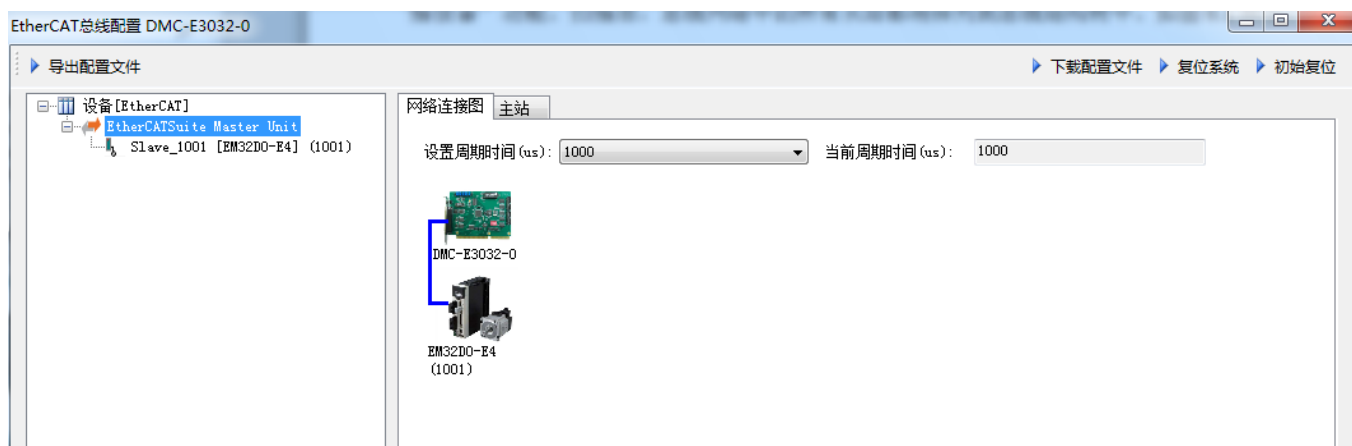 EtherCAT总线配置 DMC-E3032-0
导出配置文件
下载配置文件 复位系统 初始复位
设备[EtherCAT]
EtherCATSuite Master Unit
Slave_1001 [EM32D0-E4] (1001)
网络连接图 主站
设置周期时间(us): 1000 当前周期时间(us): 1000
DMC-E3032-0
EM32D0-E4
(1001)